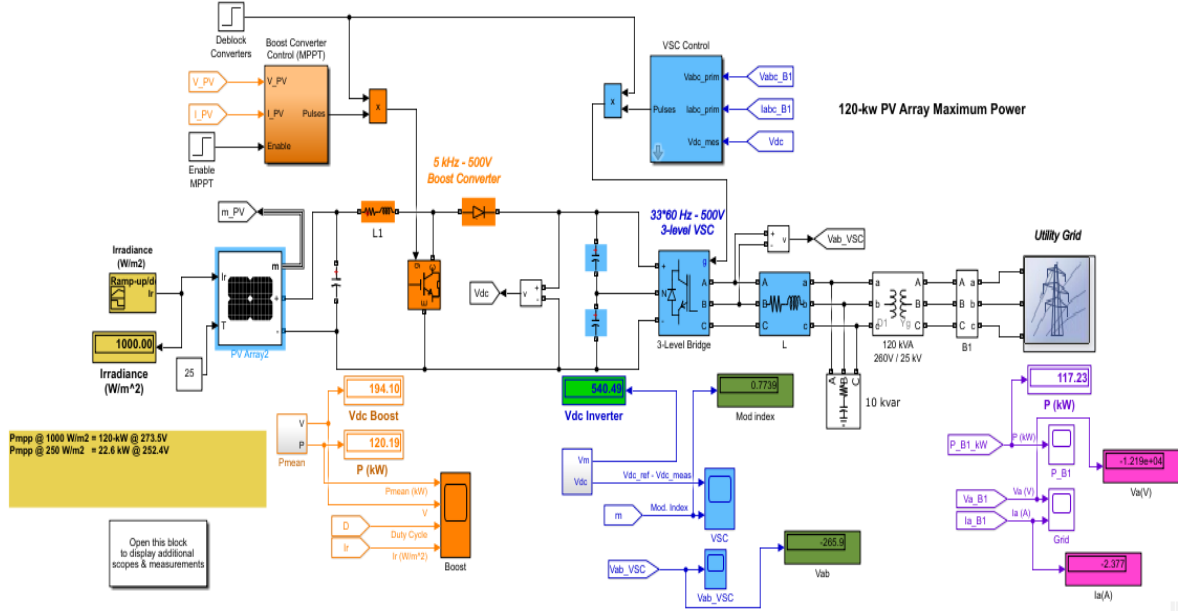 Deblock
Converters
Boost Converter
Control (MPPT)
V_PV
V_PV
I_PV
I_PV
Pulses
Enable
Enable
MPPT
x
VSC Control
Vabc_prim
Vabc_B1
Pulses
Iabc_prim
Iabc_B1
Vdc_mes
Vdc
x
120-kw PV Array Maximum Power
5 kHz - 500V
Boost Converter
m_PV
L1
33*60 Hz - 500V
3-level VSC
Vab_VSC
Utility Grid
Irradiance
(W/m2)
Ramp-up/d
Ir
Ir
m
T
+
-
PV Array2
1000.00
Irradiance
(W/m^2)
25
g
C
E
Vdc
+
v
-
g
+
N
-
A
B
C
3-Level Bridge
+
v
-
A a
B b
C c
L
a A
b B
c C
D1 Yg
120 kVA
260V / 25 kV
A a
B b
C c
B1
A B C
10 kvar
194.10
Vdc Boost
V
P
Pmean
120.19
P (kW)
540.49
Vdc Inverter
0.7739
Mod index
117.23
P (kW)
Pmpp @ 1000 W/m2 = 120-kW @ 273.5V
Pmpp @ 250 W/m2 = 22.6 kW @ 252.4V
Pmean (kW)
V
D
Duty Cycle
Ir
Ir (W/m^2)
Boost
Open this block
to display additional
scopes & measurements
Vm
Vdc
Vdc_ref - Vdc_meas
m
Mod. Index
VSC
Vab_VSC
Vab_VSC
-265.9
Vab
P_B1_kW
P (kW)
P_B1
Va_B1
Va (V)
Ia_B1
Ia (A)
Grid
-1.219e+04
Va(V)
-2.377
Ia(A)